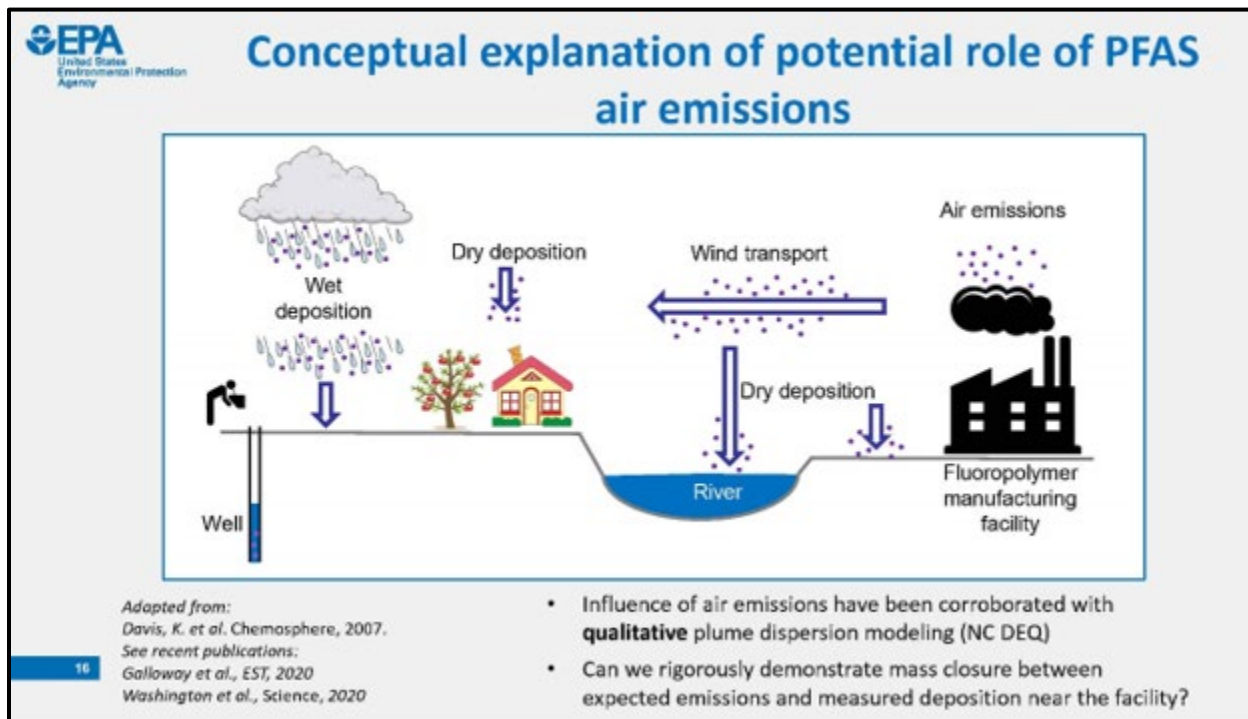 EPA
United States
Environmental Protection
Agency
Conceptual explanation of potential role of PFAS
air emissions
Air emissions
Dry deposition
Wind transport
Wet
deposition
Dry deposition
River
Fluoropolymer
manufacturing
facility
Well
Adapted from:
Davis, K. et al. Chemosphere, 2007.
See recent publications:
Galloway et al., EST, 2020
Washington et al., Science, 2020
• Influence of air emissions have been corroborated with
qualitative plume dispersion modeling (NC DEQ)
• Can we rigorously demonstrate mass closure between
expected emissions and measured deposition near the facility?
16